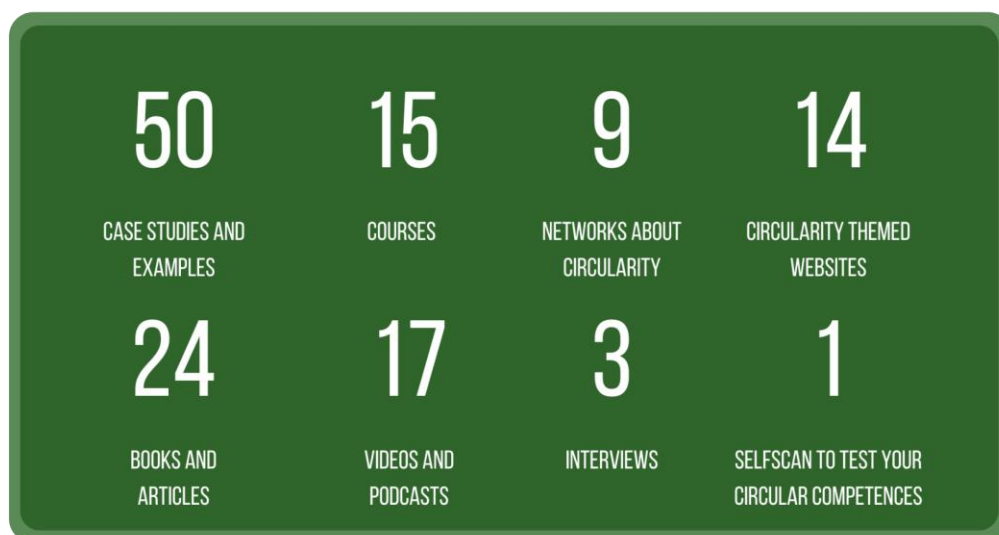 50 15 9 14
CASE STUDIES AND COURSES NETWORKS ABOUT CIRCULARITY THEMED
EXAMPLES CIRCULARITY WEBSITES
24 17 3 1
BOOKS AND VIDEOS AND INTERVIEWS SELFSCAN TO TEST YOUR
ARTICLES PODCASTS CIRCULAR COMPETENCES